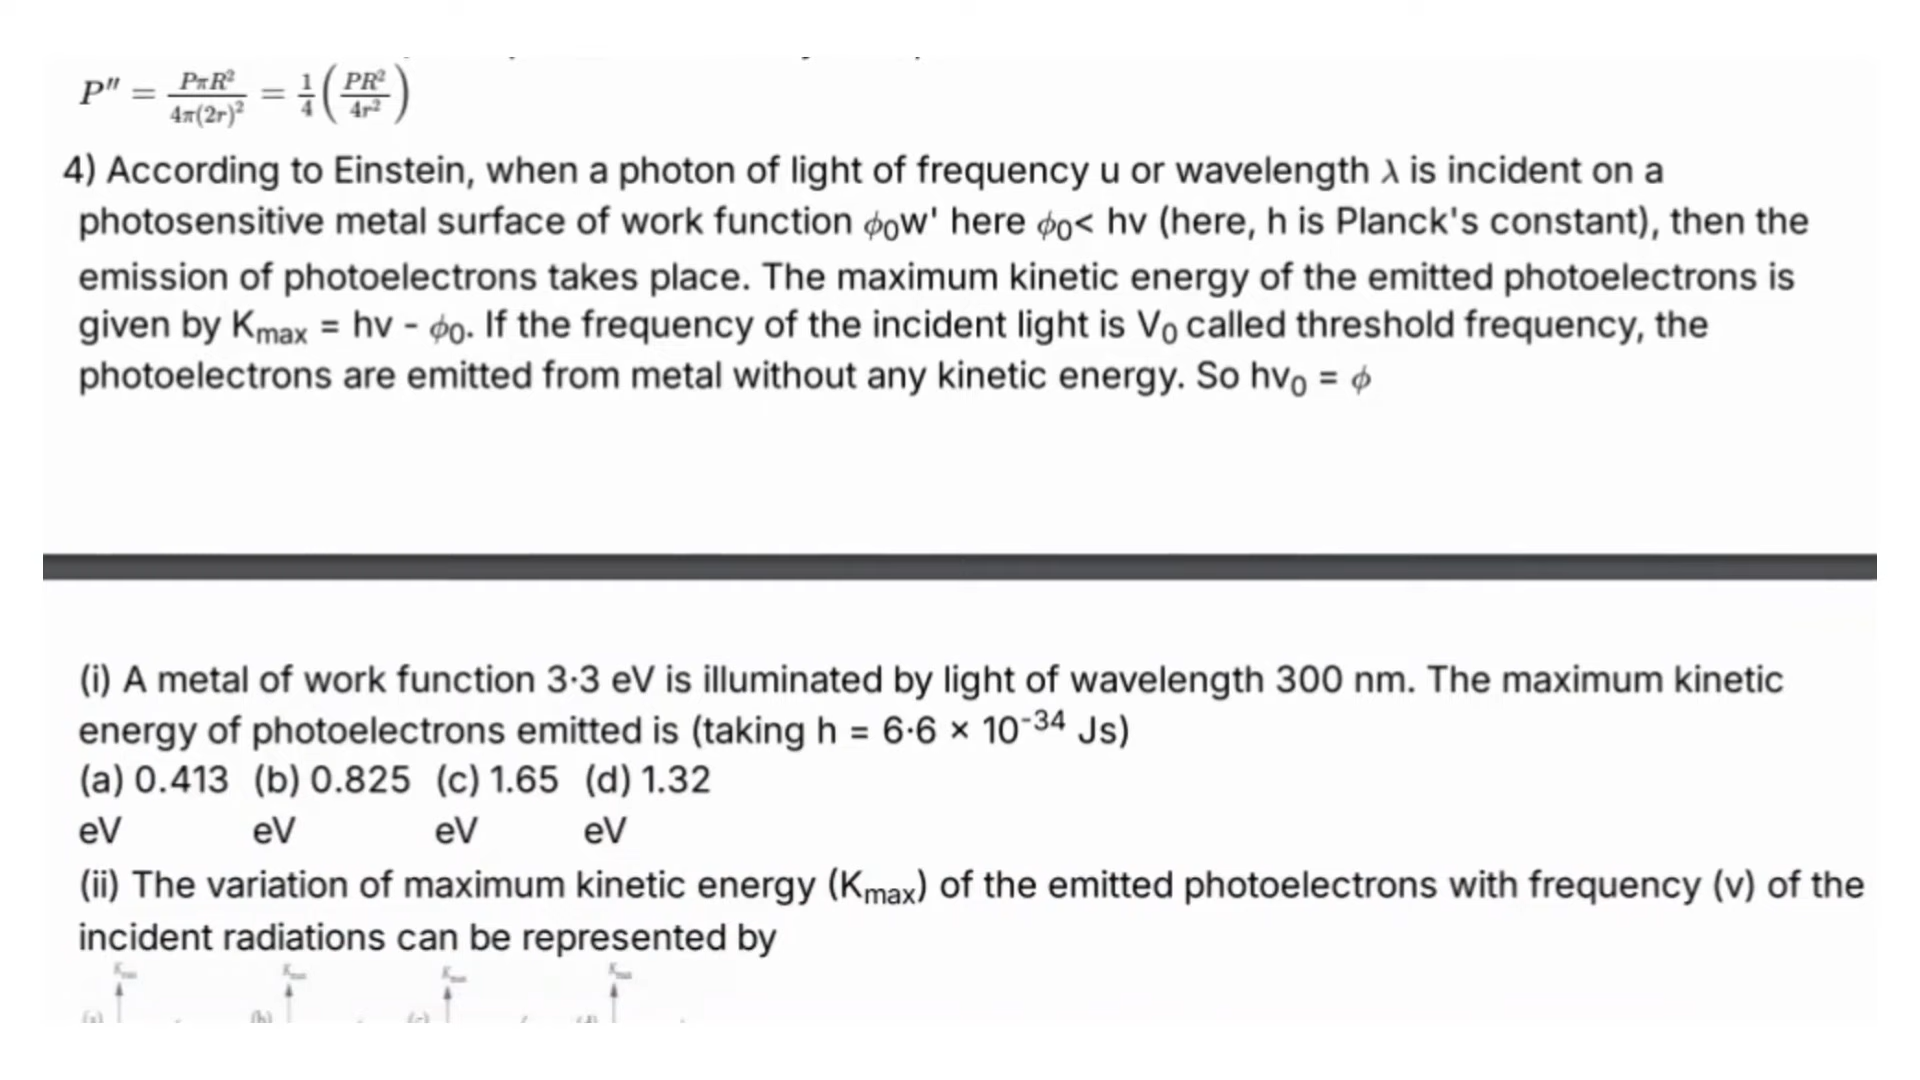 P″ = PπR²/4π(2r)² = 1/4 (PR²/4r²)
4) According to Einstein, when a photon of light of frequency u or wavelength λ is incident on a
photosensitive metal surface of work function ϕ₀w' here ϕ₀< hv (here, h is Planck's constant), then the
emission of photoelectrons takes place. The maximum kinetic energy of the emitted photoelectrons is
given by Kmax = hv - ϕ₀. If the frequency of the incident light is V₀ called threshold frequency, the
photoelectrons are emitted from metal without any kinetic energy. So hv₀ = ϕ
(i) A metal of work function 3·3 eV is illuminated by light of wavelength 300 nm. The maximum kinetic
energy of photoelectrons emitted is (taking h = 6·6 × 10⁻³⁴ Js)
(a) 0.413 (b) 0.825 (c) 1.65 (d) 1.32
eV eV eV eV
(ii) The variation of maximum kinetic energy (Kmax) of the emitted photoelectrons with frequency (v) of the
incident radiations can be represented by